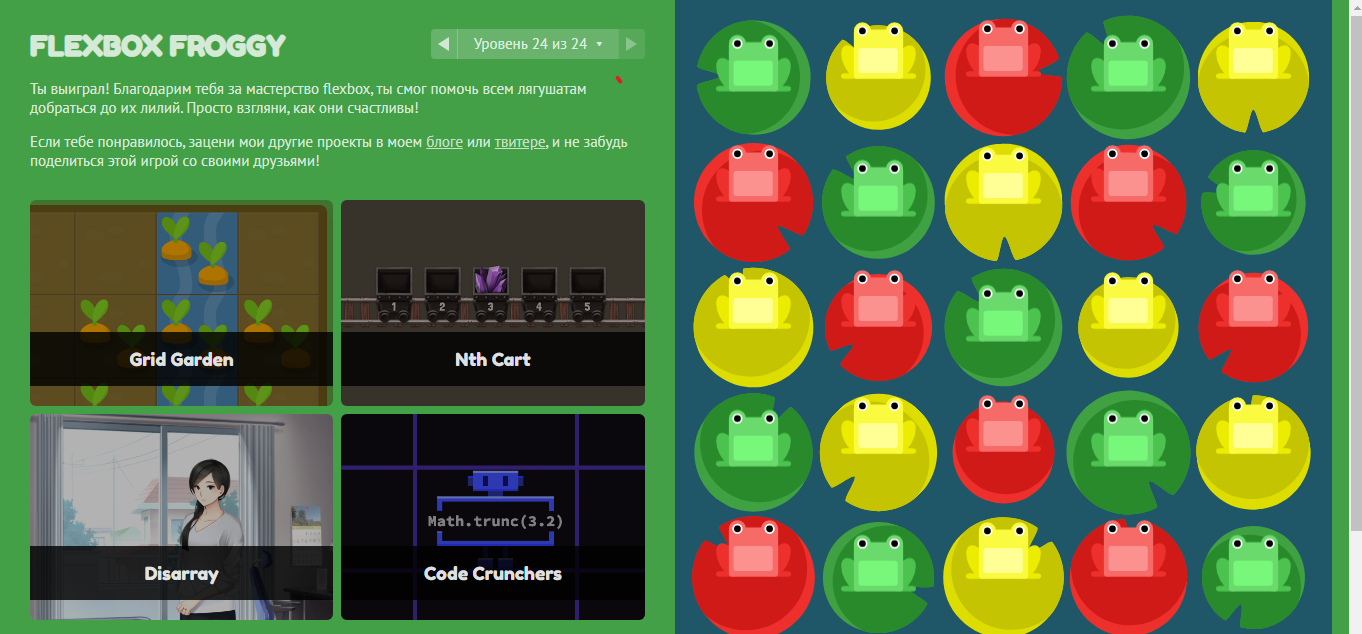 FLEXBOX FROGGY
Уровень 24 из 24
Ты выиграл! Благодарим тебя за мастерство flexbox, ты смог помочь всем лягушатам
добраться до их лилий. Просто взгляни, как они счастливы!
Если тебе понравилось, зацени мои другие проекты в моем блоге или твитере, и не забудь
поделиться этой игрой со своими друзьями!
1 2 3 4 5
Grid Garden
Nth Cart
Math.trunc(3.2)
Disarray
Code Crunchers